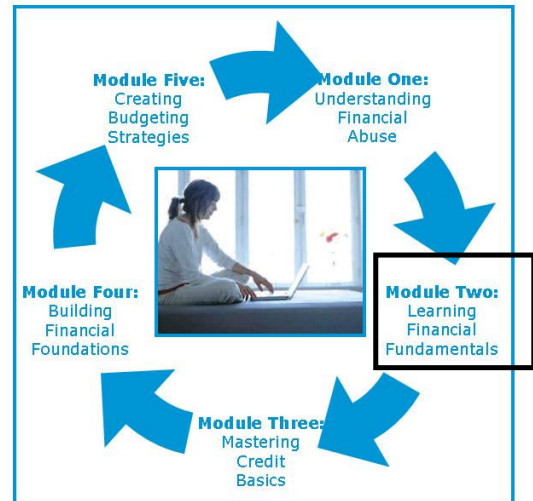 Module One:
Understanding
Financial
Abuse
Module Two:
Learning
Financial
Fundamentals
Module Three:
Mastering
Credit
Basics
Module Four:
Building
Financial
Foundations
Module Five:
Creating
Budgeting
Strategies